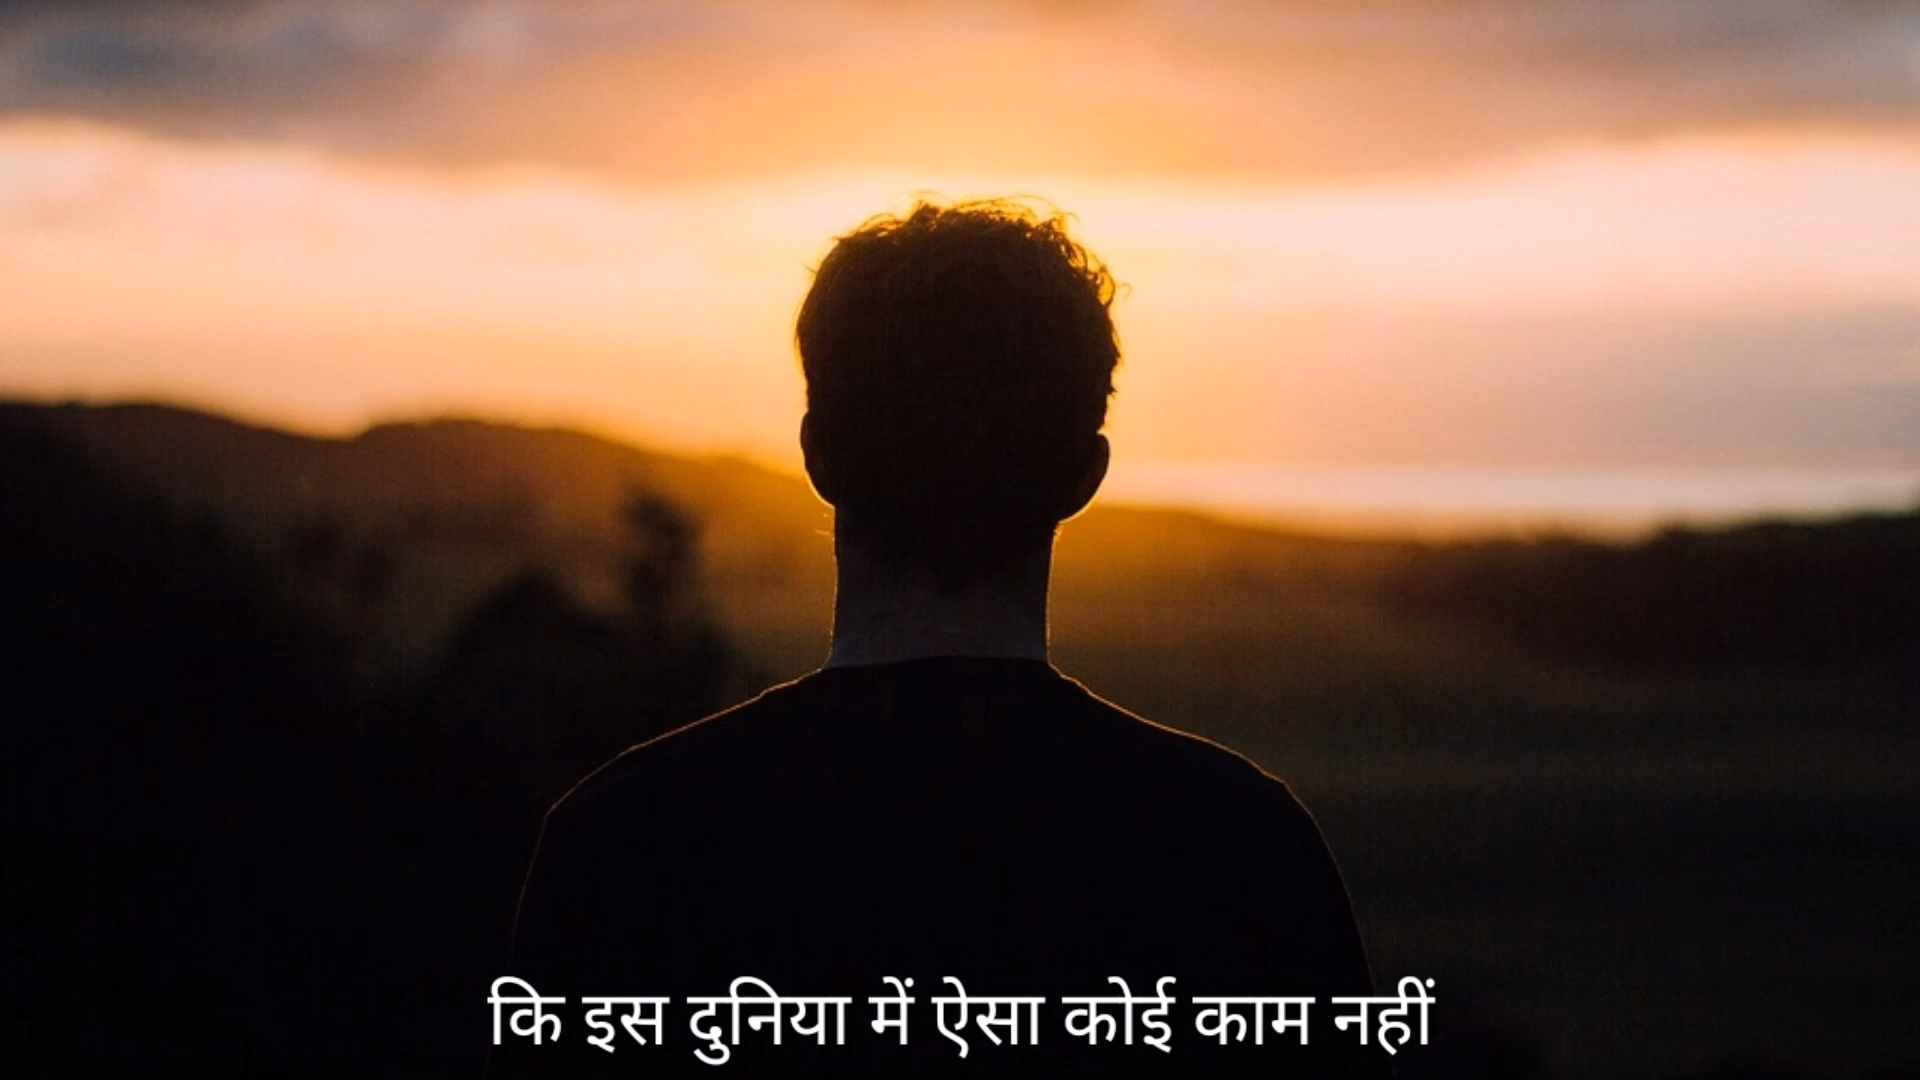 कि इस दुनिया में ऐसा कोई काम नहीं